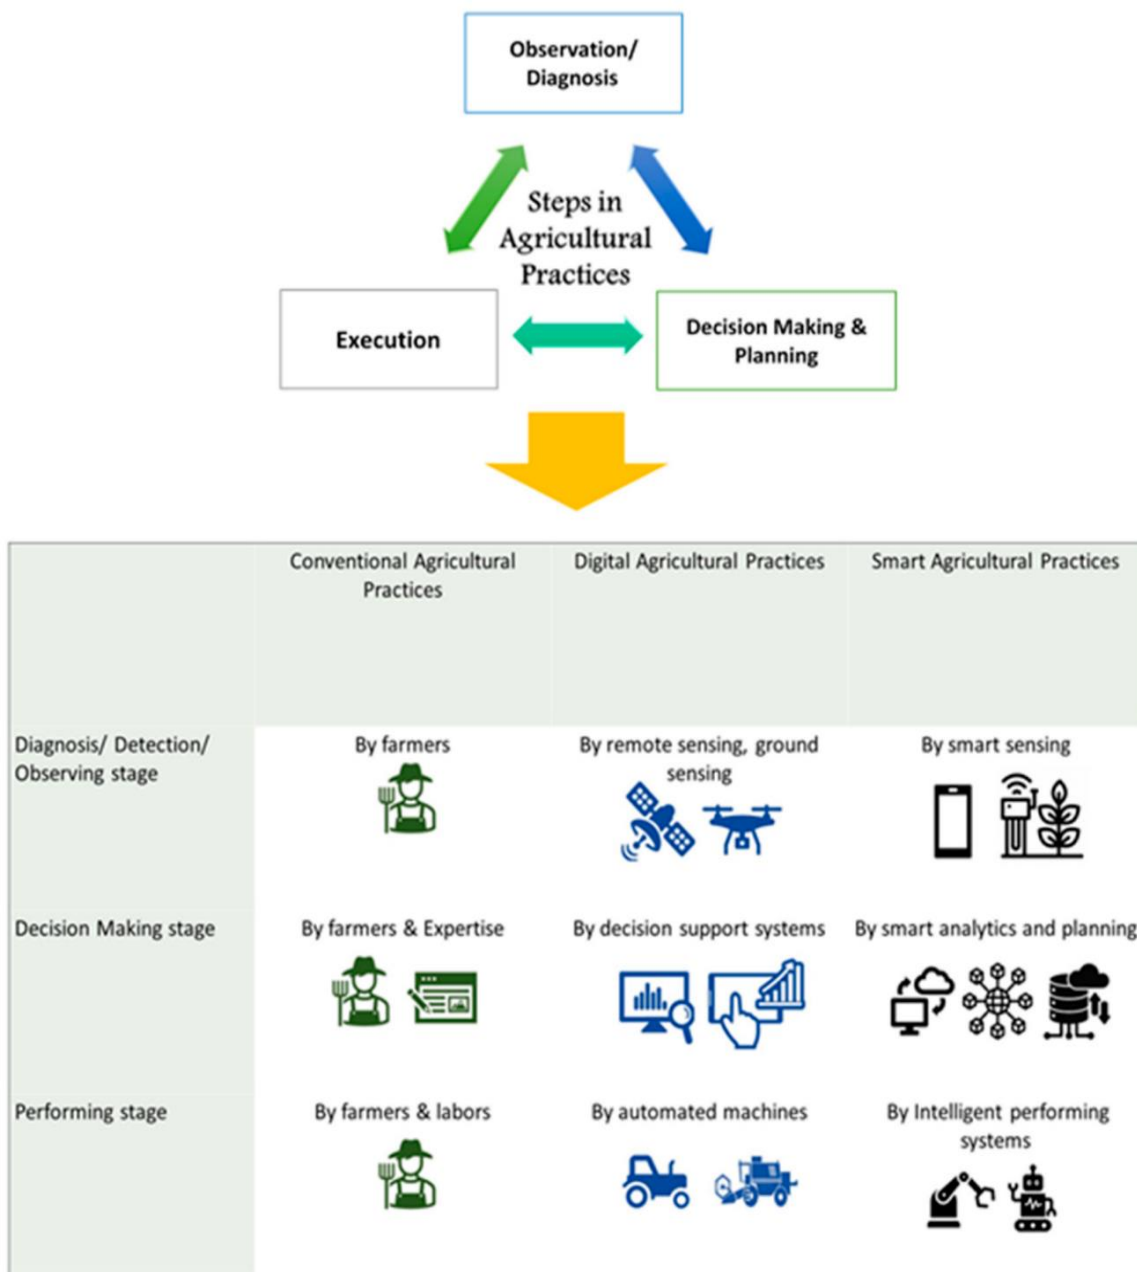 Observation/
Diagnosis
Steps in
Agricultural
Practices
Execution
Decision Making &
Planning
Conventional Agricultural
Practices
Digital Agricultural Practices
Smart Agricultural Practices
Diagnosis/ Detection/
Observing stage
By farmers
By remote sensing, ground
sensing
By smart sensing
Decision Making stage
By farmers & Expertise
By decision support systems
By smart analytics and planning
Performing stage
By farmers & labors
By automated machines
By Intelligent performing
systems